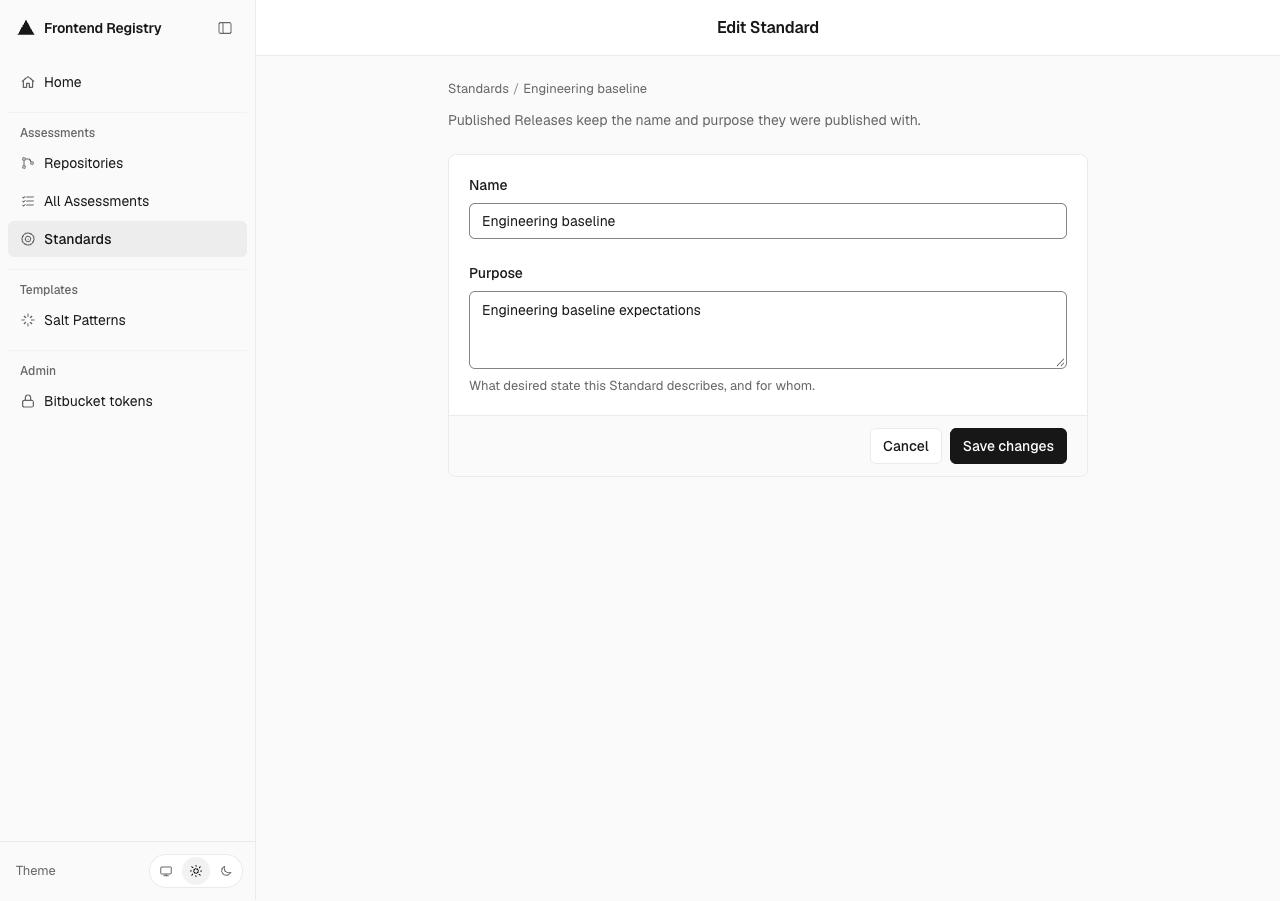 Frontend Registry
Home
Assessments
Repositories
All Assessments
Standards
Templates
Salt Patterns
Admin
Bitbucket tokens
Theme
Edit Standard
Standards / Engineering baseline
Published Releases keep the name and purpose they were published with.
Name
Engineering baseline
Purpose
Engineering baseline expectations
What desired state this Standard describes, and for whom.
Cancel
Save changes